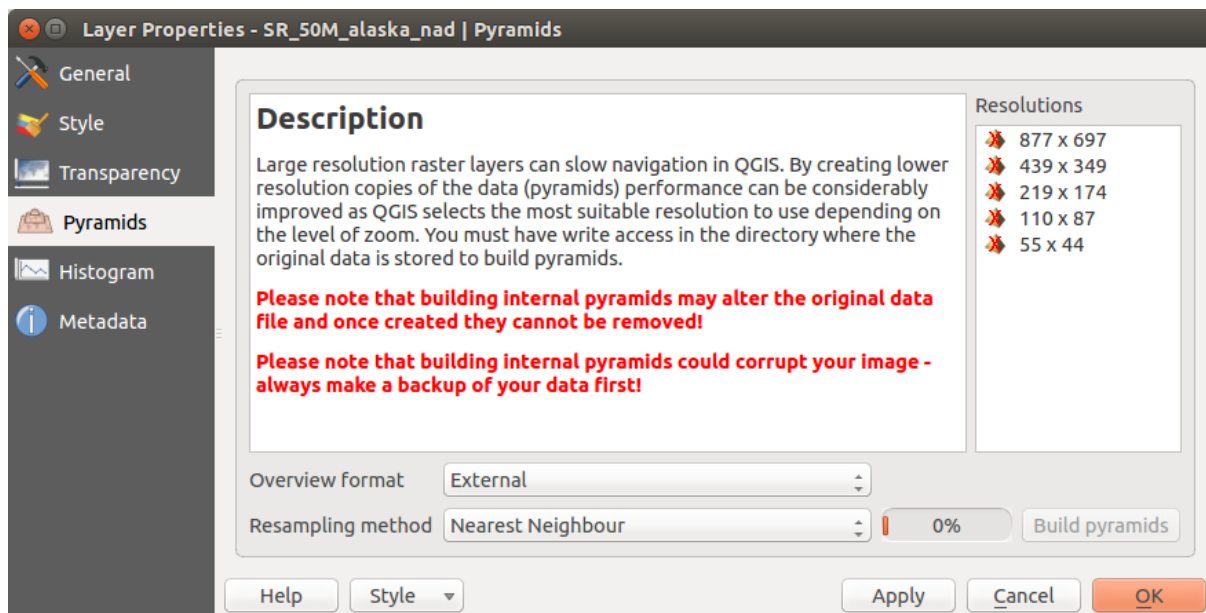 Layer Properties - SR_50M_alaska_nad | Pyramids
General
Style
Transparency
Pyramids
Histogram
Metadata
Description
Large resolution raster layers can slow navigation in QGIS. By creating lower
resolution copies of the data (pyramids) performance can be considerably
improved as QGIS selects the most suitable resolution to use depending on
the level of zoom. You must have write access in the directory where the
original data is stored to build pyramids.
Please note that building internal pyramids may alter the original data
file and once created they cannot be removed!
Please note that building internal pyramids could corrupt your image -
always make a backup of your data first!
Resolutions
877 x 697
439 x 349
219 x 174
110 x 87
55 x 44
Overview format External
Resampling method Nearest Neighbour 0% Build pyramids
Help Style Apply Cancel OK